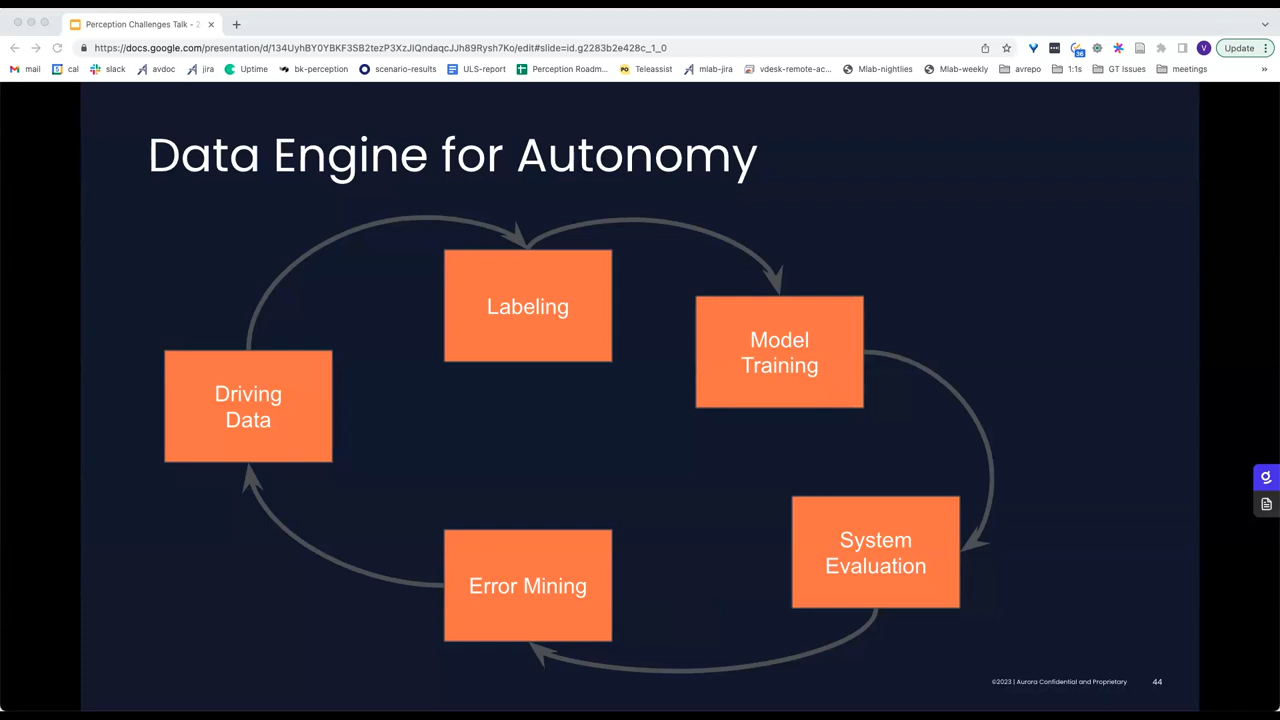 Perception Challenges Talk - 2
https://docs.google.com/presentation/d/134UyhBY0YBKF3SB2tezP3XzJIQndaqcJJh89Rysh7Ko/edit#slide=id.g2283b2e428c_1_0
V
Update
mail
cal
slack
avdoc
jira
Uptime
bk-perception
scenario-results
ULS-report
Perception Roadm...
PO Teleassist
mlab-jira
vdesk-remote-ac...
Mlab-nightlies
Mlab-weekly
avrepo
1:1s
GT Issues
meetings
»
36
Data Engine for Autonomy
Labeling
Model
Training
Driving
Data
System
Evaluation
Error Mining
©2023 | Aurora Confidential and Proprietary
44